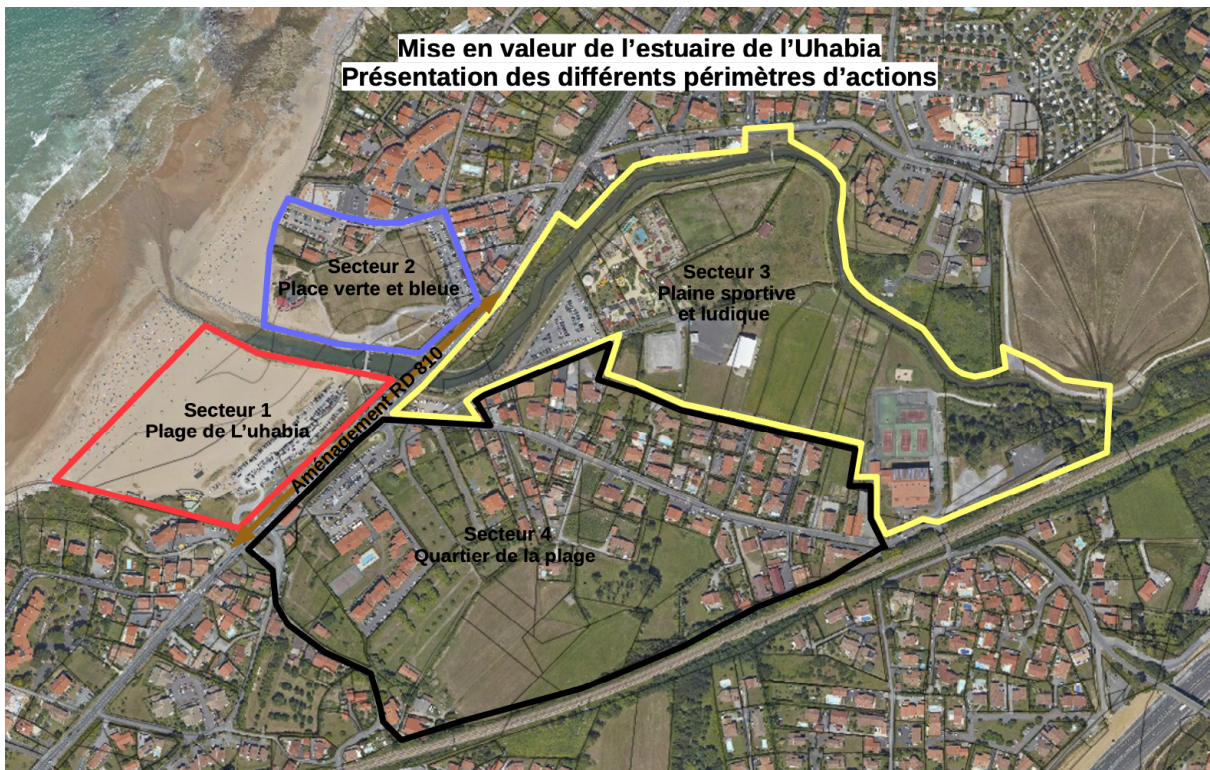 Mise en valeur de l'estuaire de l'Uhabia
Présentation des différents périmètres d'actions
Secteur 2
Place verte et bleue
Secteur 3
Plaine sportive
et ludique
Aménagement RD 810
Secteur 1
Plage de L'uhabia
Secteur 4
Quartier de la plage